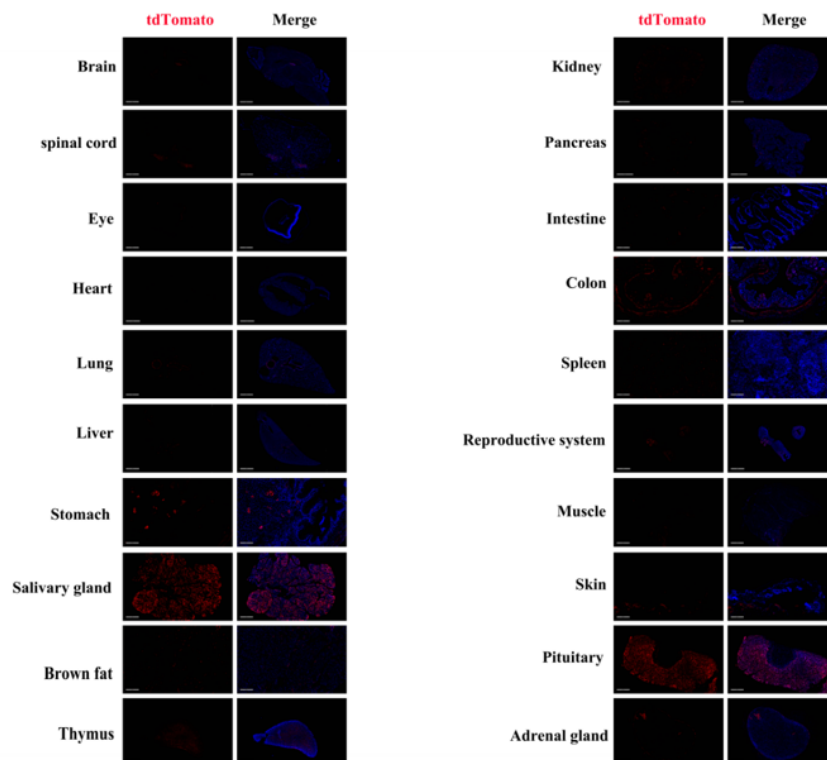 tdTomato Merge
Brain
spinal cord
Eye
Heart
Lung
Liver
Stomach
Salivary gland
Brown fat
Thymus
tdTomato Merge
Kidney
Pancreas
Intestine
Colon
Spleen
Reproductive system
Muscle
Skin
Pituitary
Adrenal gland